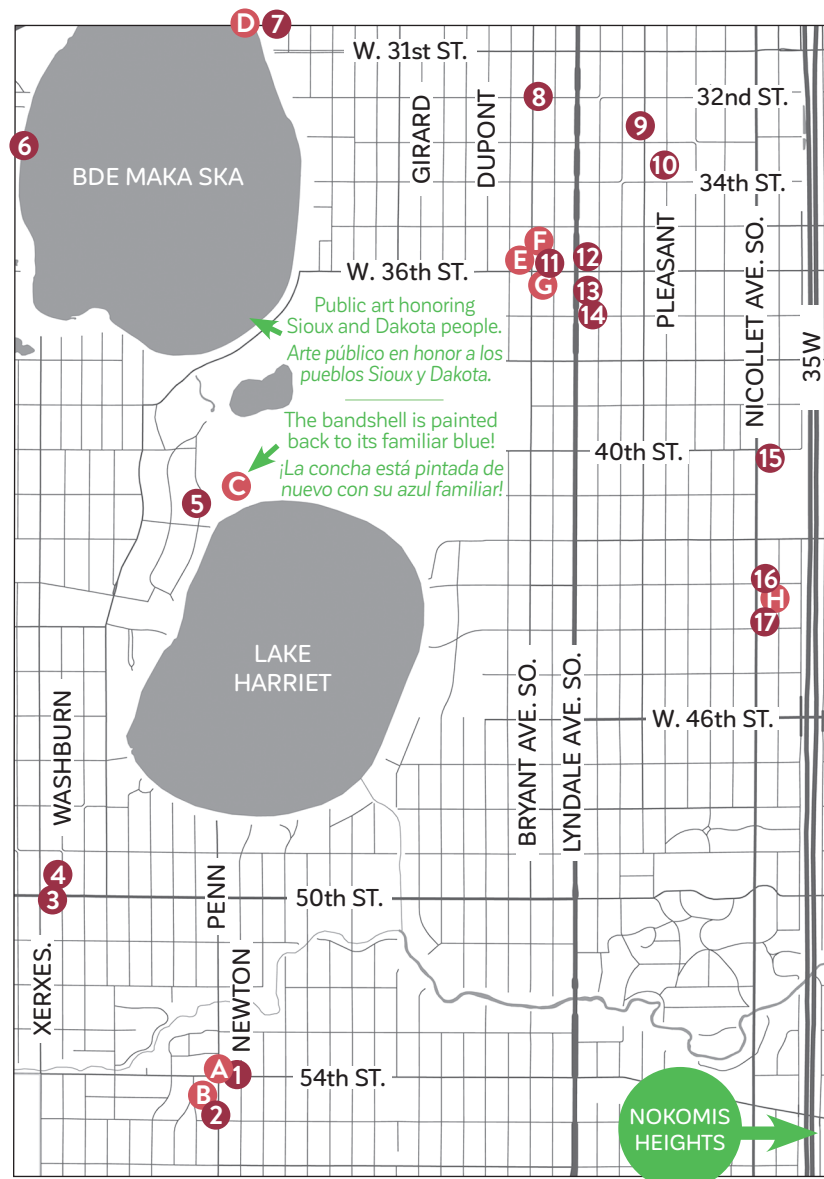 D 7
W. 31st ST.
8
32nd ST.
GIRARD
DUPONT
9
6
BDE MAKA SKA
10
34th ST.
F
E 11 12
W. 36th ST.
G 13
14
PLEASANT
NICOLLET AVE. SO.
35W
Public art honoring
Sioux and Dakota people.
Arte público en honor a los
pueblos Sioux y Dakota.
The bandshell is painted
back to its familiar blue!
¡La concha está pintada de
nuevo con su azul familiar!
40th ST.
15
C
5
16
H
17
LAKE
HARRIET
WASHBURN
BRYANT AVE. SO.
LYNDALE AVE. SO.
W. 46th ST.
4
3
PENN
50th ST.
XERXES.
NEWTON
A 1
54th ST.
B
2
NOKOMIS
HEIGHTS